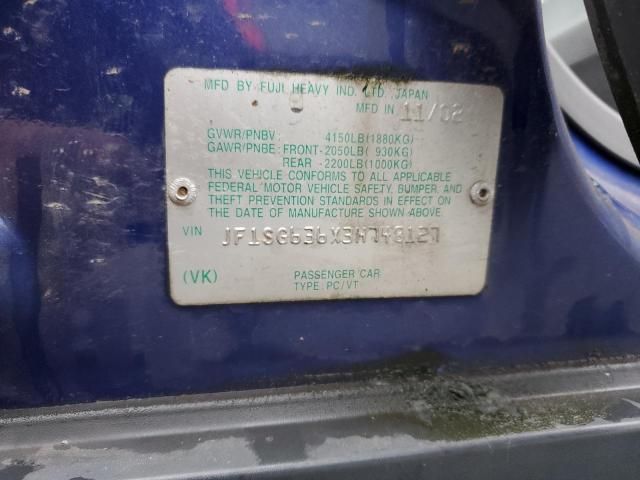 MFD BY FUJI HEAVY IND. LTD. JAPAN
MFD IN 11/02
GVWR/PNBV: 4150LB(1880KG)
GAWR/PNBE: FRONT-2050LB( 930KG)
REAR -2200LB(1000KG)
THIS VEHICLE CONFORMS TO ALL APPLICABLE
FEDERAL MOTOR VEHICLE SAFETY, BUMPER, AND
THEFT PREVENTION STANDARDS IN EFFECT ON
THE DATE OF MANUFACTURE SHOWN ABOVE.
VIN JF1SG636X3H748127
(VK) PASSENGER CAR
TYPE: PC/VT